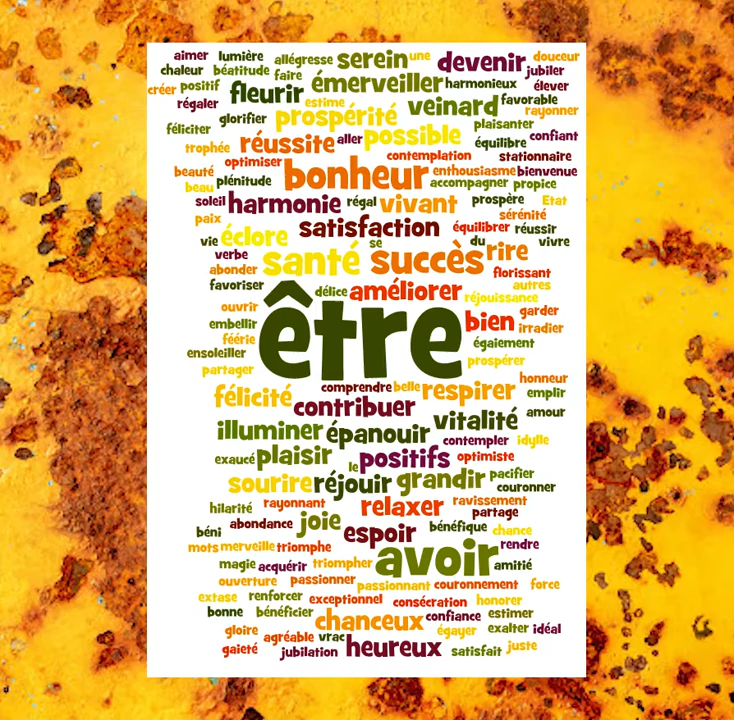 aimer lumière allégresse serein une devenir douceur
chaleur béatitude faire émerveiller harmonieux jubiler
créer positif fleurir élever
régaler estime prospérité veinard favorable rayonner
glorifier plaisanter
féliciter réussite aller possible équilibre confiant
trophée optimiser contemplation stationnaire
beauté bonheur enthousiasme bienvenue
beau plénitude accompagner propice
soleil harmonie régal vivant prospère Etat
paix satisfaction équilibrer sérénité réussir
vie éclore se du vivre
verbe santé succès rire
abonder florissant
favoriser délice améliorer réjouissance autres
ouvrir garder
embellir être bien irradier
féérie égaiement
ensoleiller prospérer
partager
comprendre belle respirer honneur
félicité emplir
contribuer vitalité amour
illuminer épanouir contempler idylle
exaucé plaisir le positifs optimiste
sourire réjouir grandir pacifier
couronner
hilarité rayonnant relaxer ravissement
partage
abondance joie espoir bénéfique chance
béni
mots merveille triomphe avoir rendre
magie acquérir triompher amitié
ouverture passionner passionnant couronnement force
extase renforcer exceptionnel consécration honorer
bonne bénéficier chanceux confiance estimer
gloire agréable vrac égayer exalter idéal
gaieté jubilation heureux satisfait juste